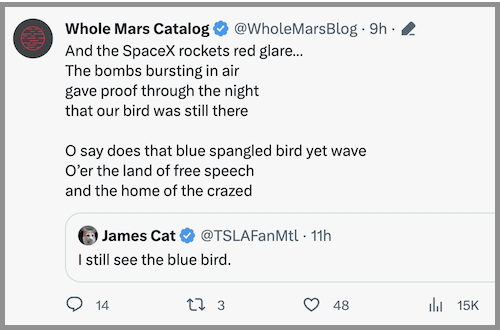 Whole Mars Catalog @WholeMarsBlog · 9h ·
And the SpaceX rockets red glare...
The bombs bursting in air
gave proof through the night
that our bird was still there
O say does that blue spangled bird yet wave
O’er the land of free speech
and the home of the crazed
James Cat @TSLAFanMtl · 11h
I still see the blue bird.
14 3 48 15K